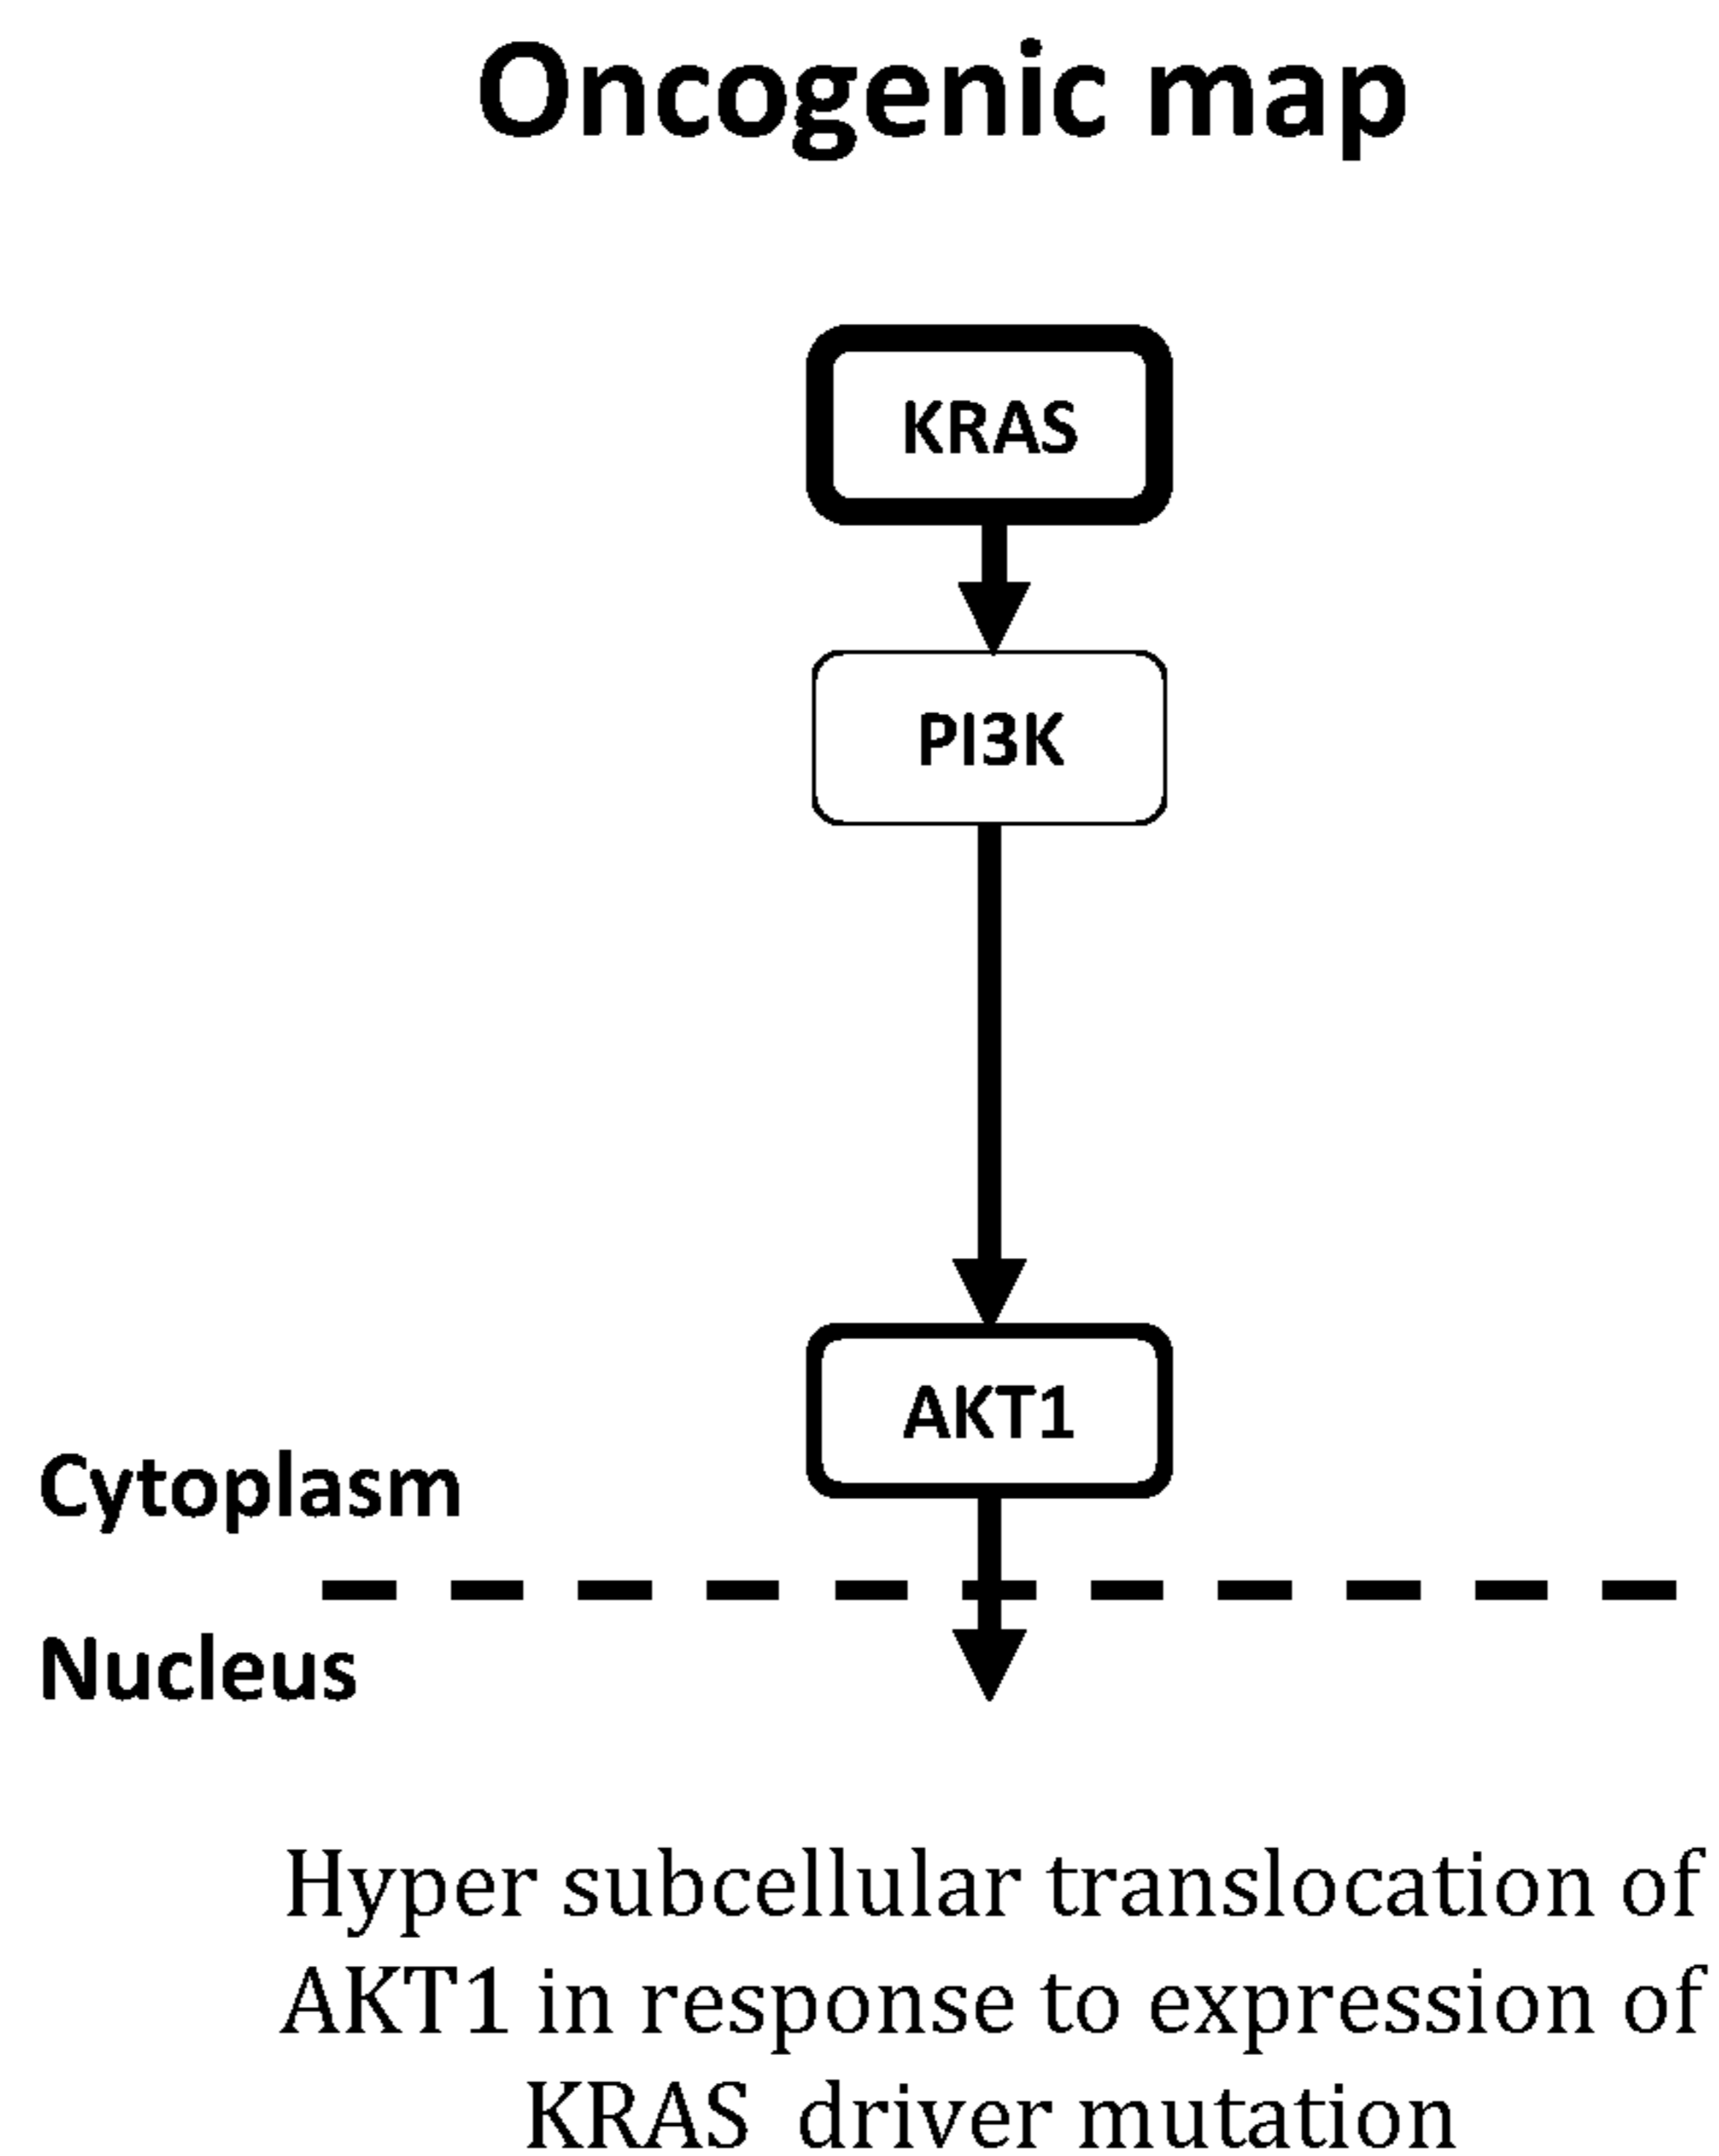 Oncogenic map
KRAS
PI3K
AKT1
Cytoplasm
Nucleus
Hyper subcellular translocation of
AKT1 in response to expression of
KRAS driver mutation